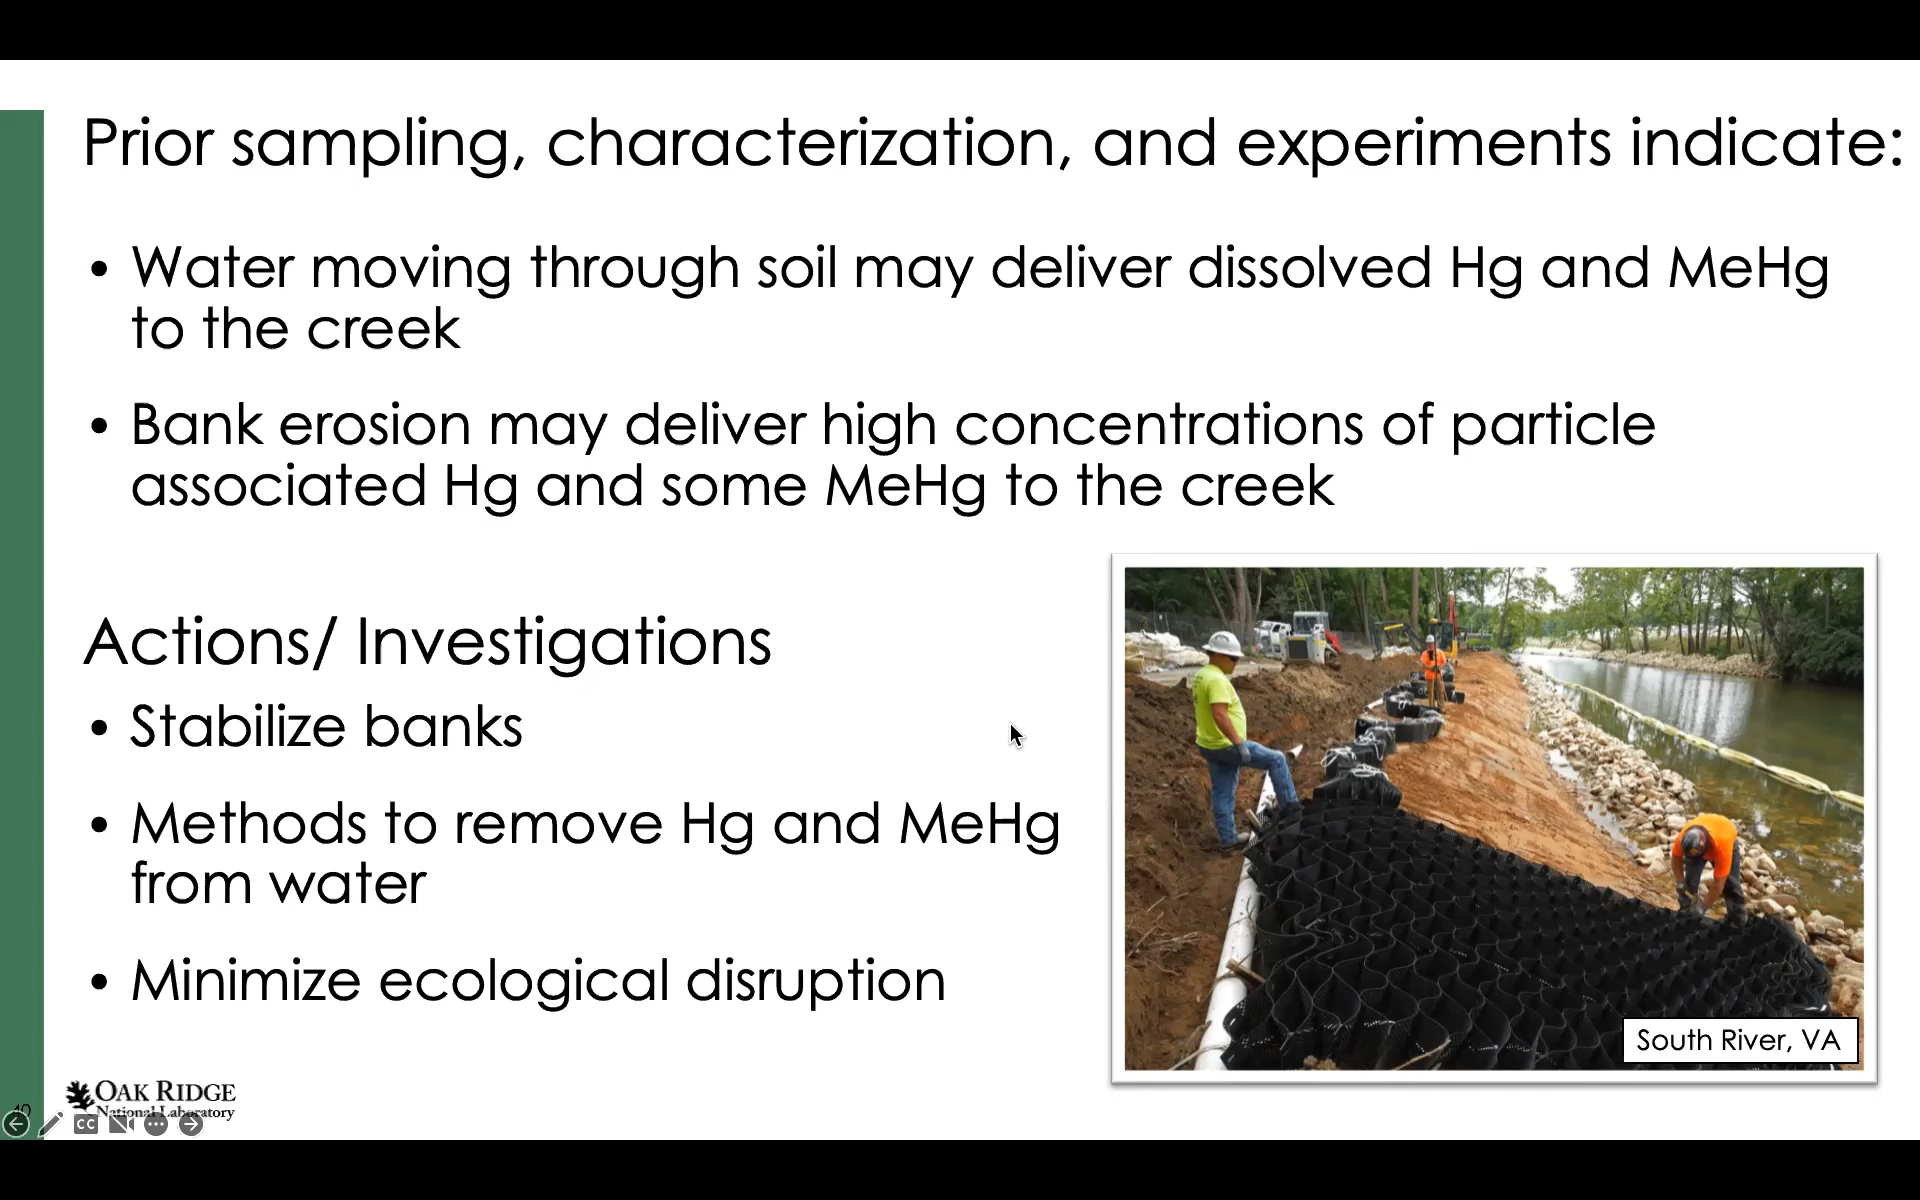 Prior sampling, characterization, and experiments indicate:
• Water moving through soil may deliver dissolved Hg and MeHg
to the creek
• Bank erosion may deliver high concentrations of particle
associated Hg and some MeHg to the creek
Actions/ Investigations
• Stabilize banks
• Methods to remove Hg and MeHg
from water
• Minimize ecological disruption
South River, VA
OAK RIDGE
National Laboratory
40
CC